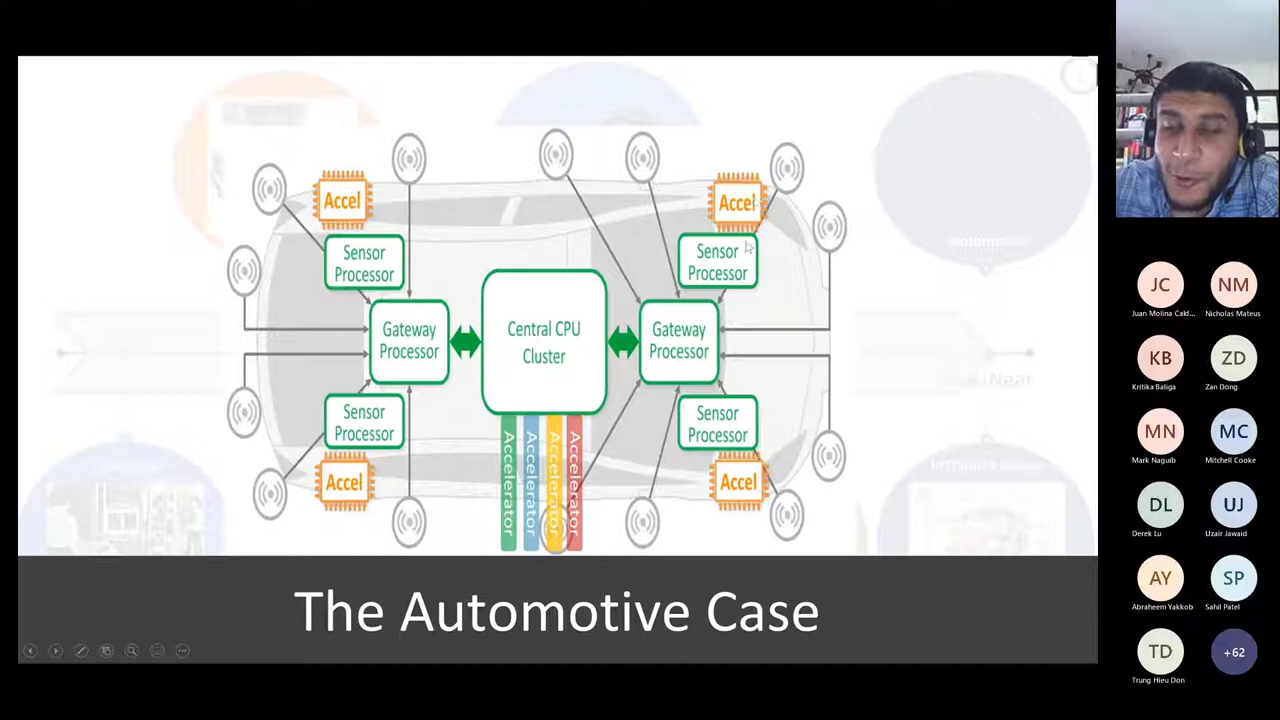 Accel
Accel
Sensor
Processor
Sensor
Processor
Gateway
Processor
Central CPU
Cluster
Gateway
Processor
Near
Sensor
Processor
Sensor
Processor
Accel
Accel
Accelerator
Accelerator
Accelerator
Accelerator
The Automotive Case
JC
Juan Molina Cald...
NM
Nicholas Mateus
KB
Kritika Baliga
ZD
Zan Dong
MN
Mark Naguib
MC
Mitchell Cooke
DL
Derek Lu
UJ
Uzair Jawaid
AY
Abraheem Yakkob
SP
Sahil Patel
TD
Trung Hieu Don
+62